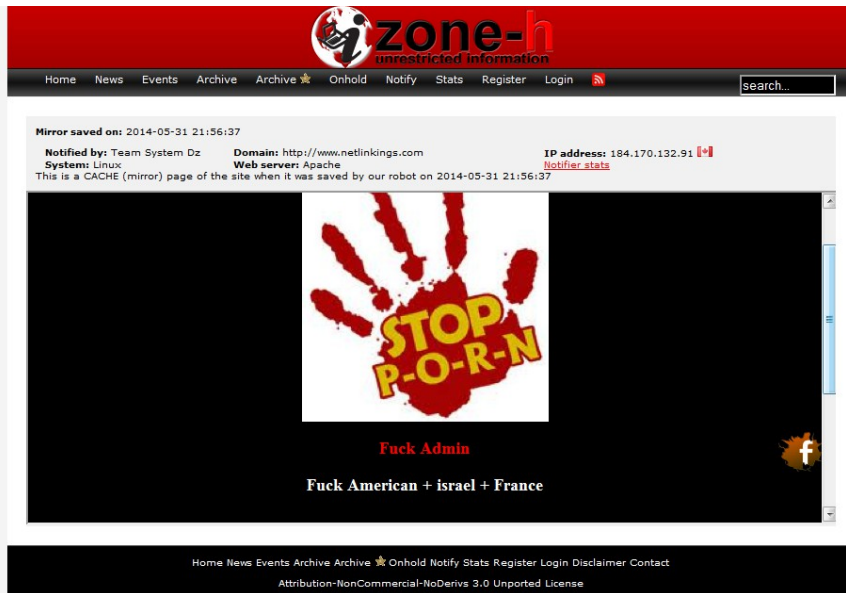 zone-h
unrestricted information
Home News Events Archive Archive Onhold Notify Stats Register Login
search...
Mirror saved on: 2014-05-31 21:56:37
Notified by: Team System Dz Domain: http://www.netlinkings.com IP address: 184.170.132.91
System: Linux Web server: Apache Notifier stats
This is a CACHE (mirror) page of the site when it was saved by our robot on 2014-05-31 21:56:37
STOP
P-O-R-N
Fuck Admin
f
Fuck American + israel + France
Home News Events Archive Archive Onhold Notify Stats Register Login Disclaimer Contact
Attribution-NonCommercial-NoDerivs 3.0 Unported License